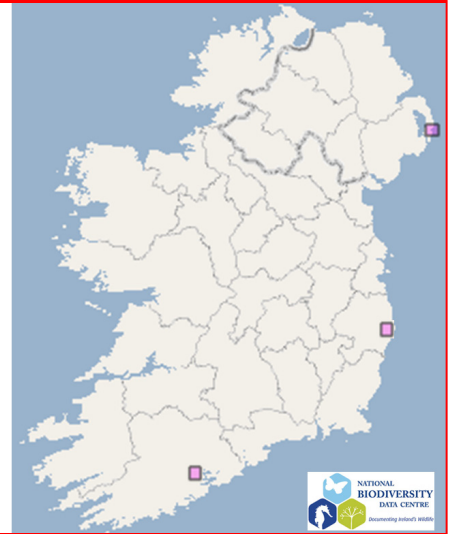 NATIONAL
BIODIVERSITY
DATA CENTRE
Documenting Ireland's Wildlife